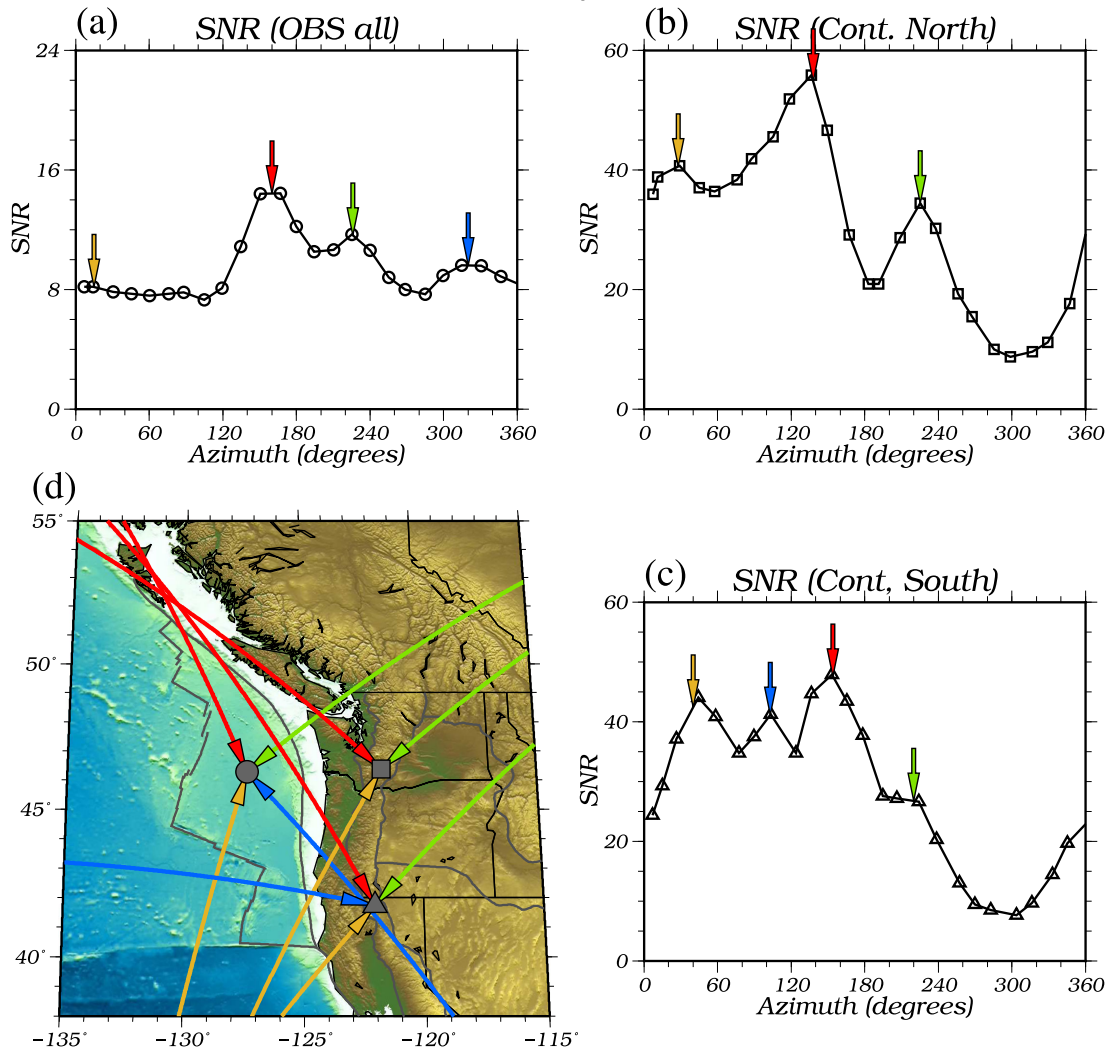 (a)
SNR (OBS all)
24
16
8
0
SNR
0 60 120 180 240 300 360
Azimuth (degrees)
(b)
SNR (Cont. North)
60
40
20
0
SNR
0 60 120 180 240 300 360
Azimuth (degrees)
(d)
55°
50°
45°
40°
−135° −130° −125° −120° −115°
(c)
SNR (Cont, South)
60
40
20
0
SNR
0 60 120 180 240 300 360
Azimuth (degrees)